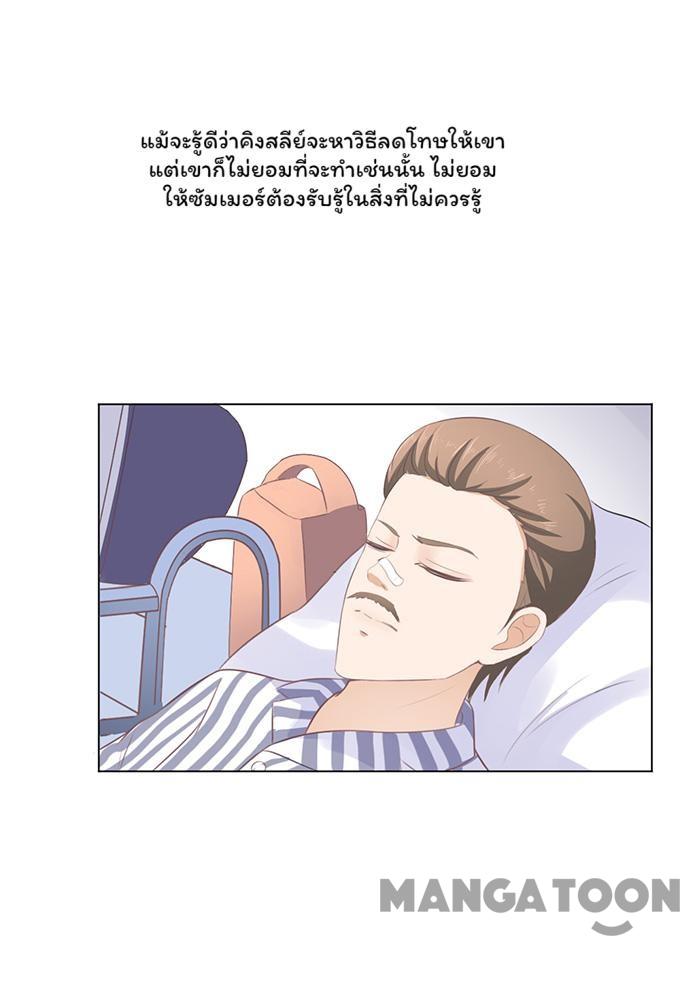 แม้จะรู้ดีว่าคิงสลีย์จะหาวิธีลดโทษให้เขา
แต่เขาก็ไม่ยอมที่จะทำเช่นนั้น ไม่ยอม
ให้ซัมเมอร์ต้องรับรู้ในสิ่งที่ไม่ควรรู้
MANGATOON